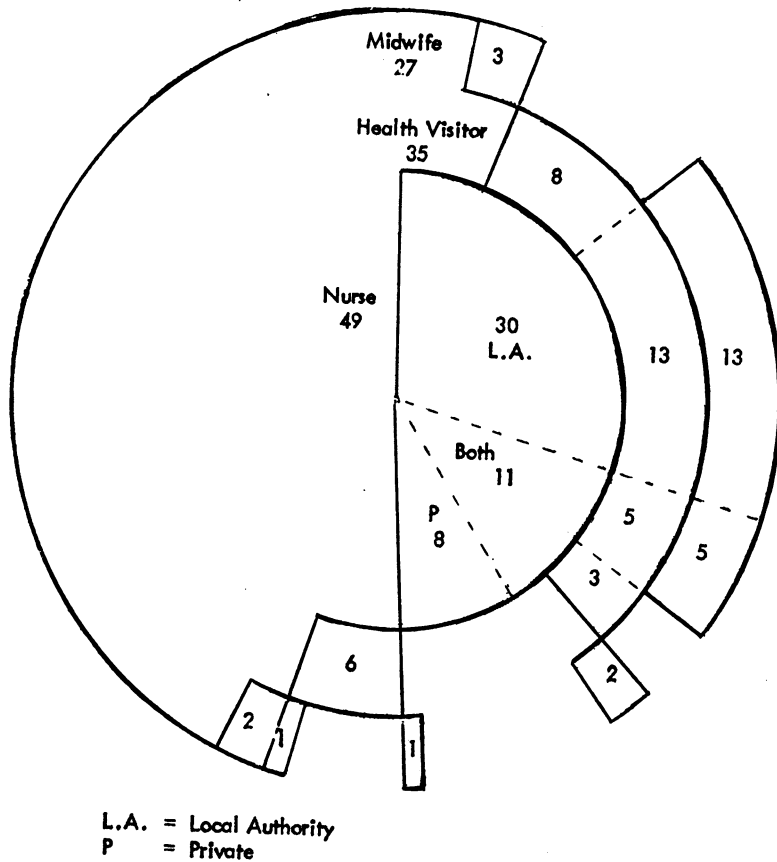 Midwife
27
3
Health Visitor
35
8
Nurse
49
30
L.A.
13
13
Both
11
P
8
5
5
3
6
2
2
1
1
L.A. = Local Authority
P = Private